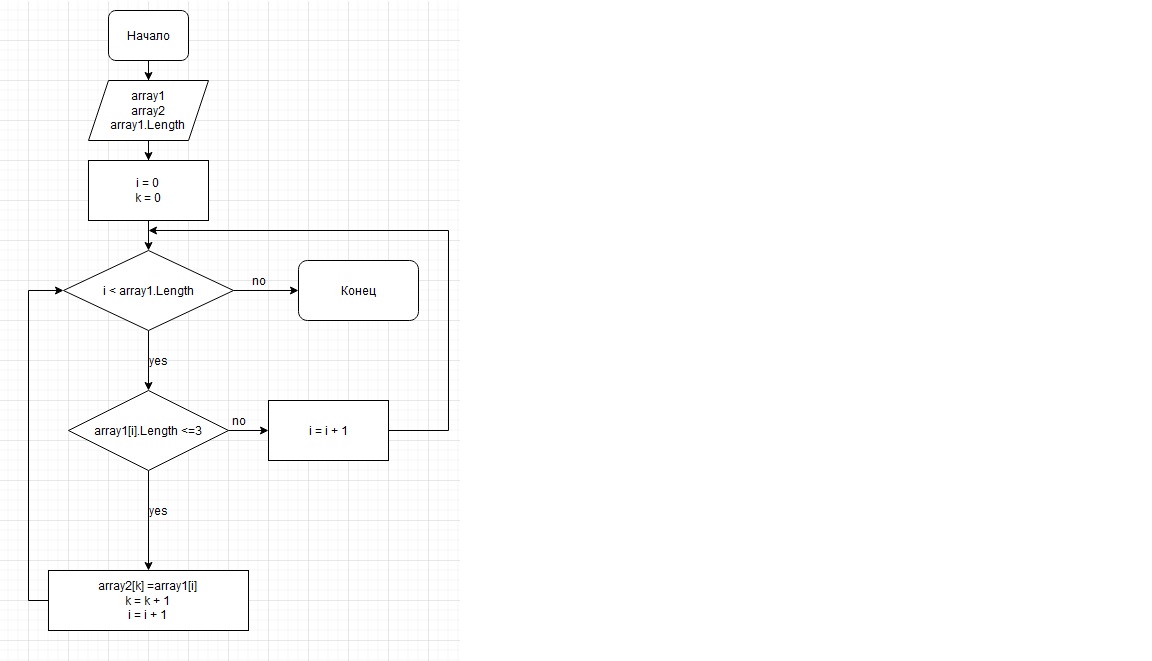 Начало
array1
array2
array1.Length
i = 0
k = 0
i < array1.Length
no
Конец
yes
array1[i].Length <=3
no
i = i + 1
yes
array2[k] =array1[i]
k = k + 1
i = i + 1